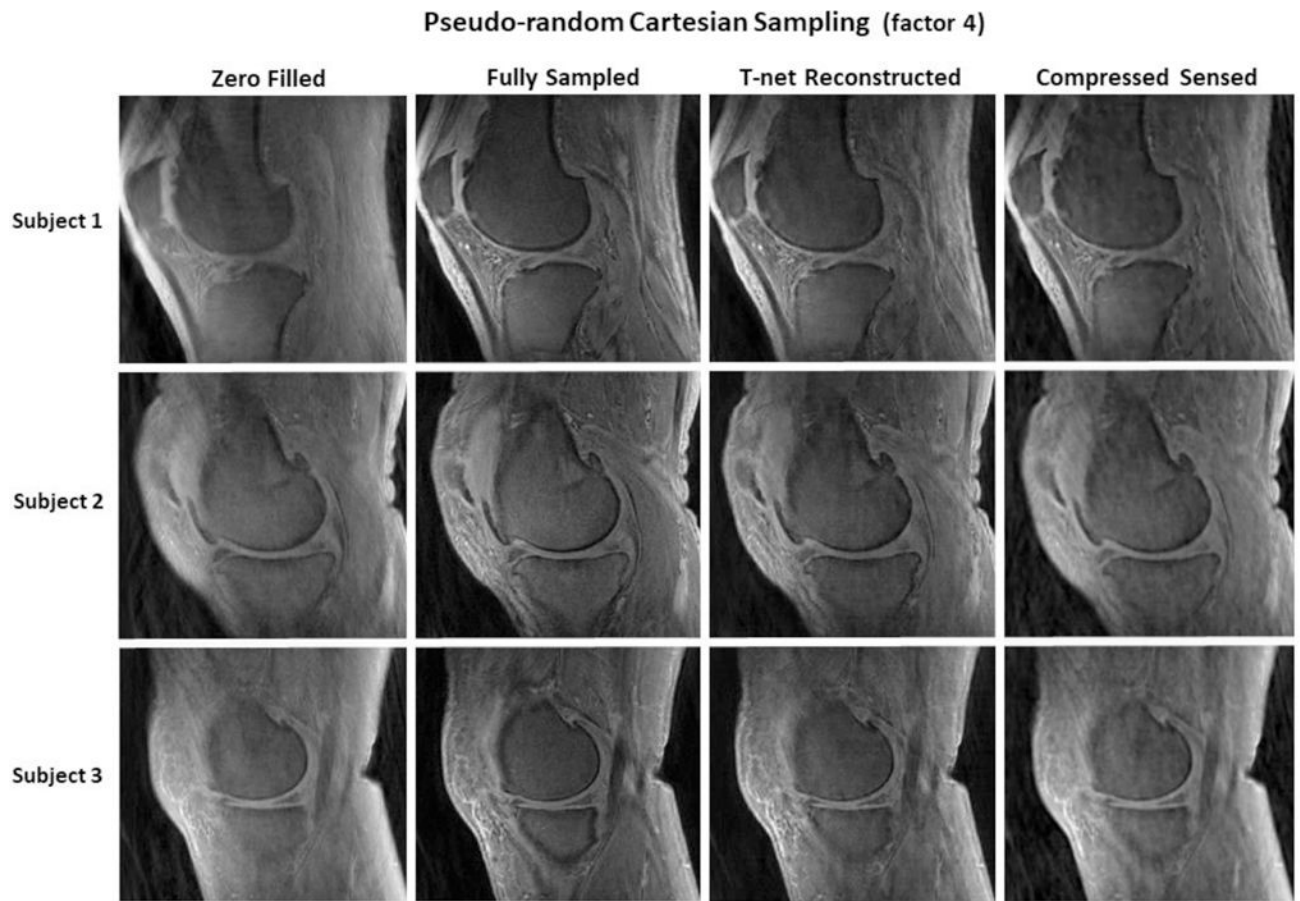 Pseudo-random Cartesian Sampling (factor 4)
Zero Filled Fully Sampled T-net Reconstructed Compressed Sensed
Subject 1
Subject 2
Subject 3